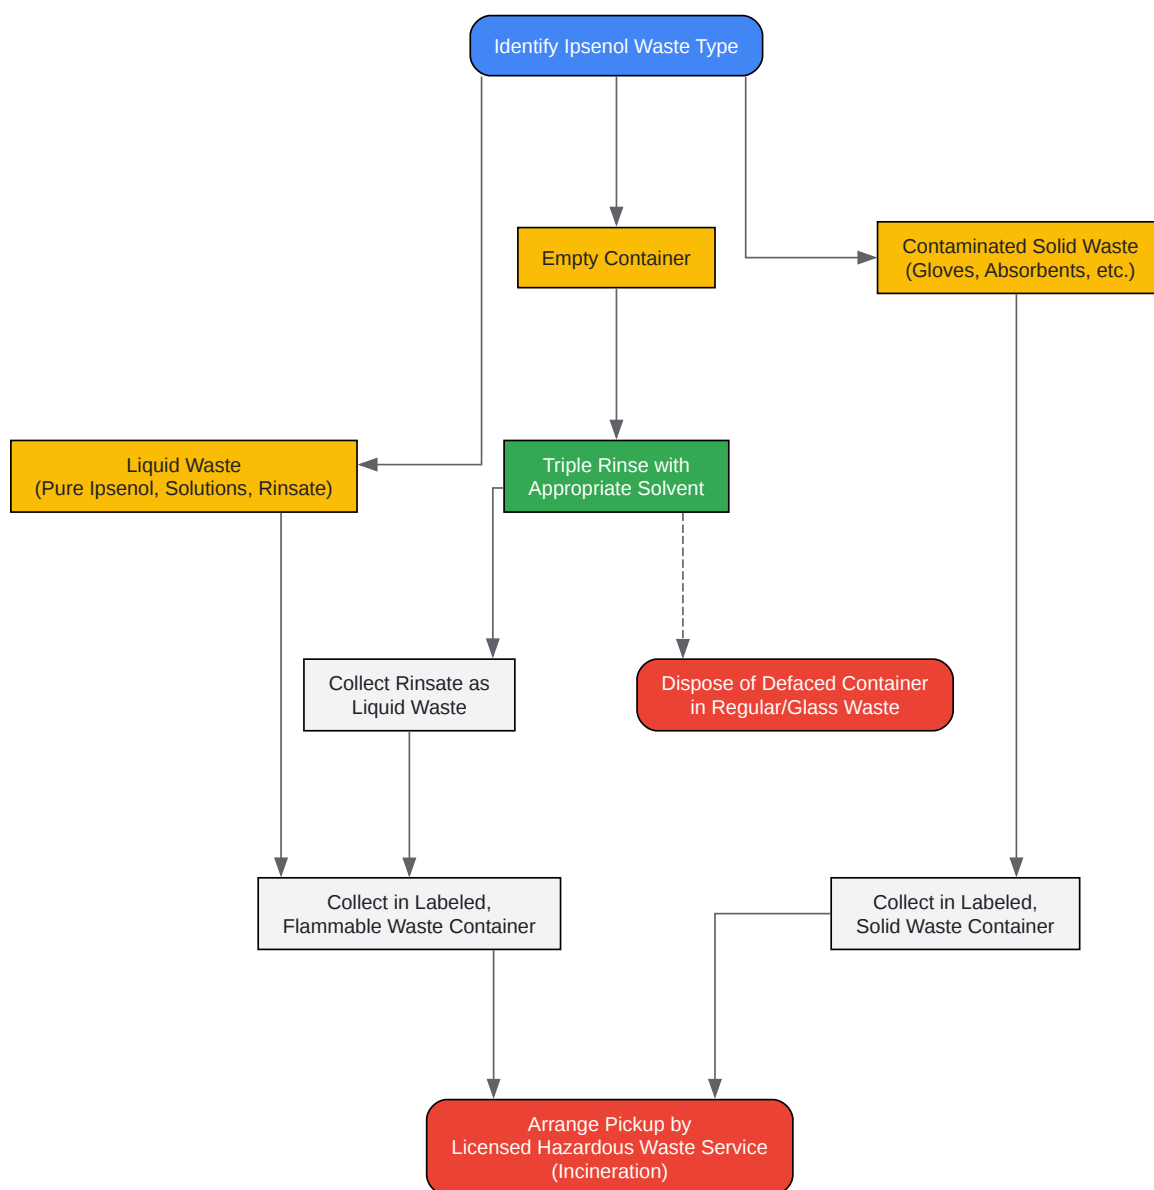 Identify Ipsenol Waste Type
Empty Container
Contaminated Solid Waste
(Gloves, Absorbents, etc.)
Liquid Waste
(Pure Ipsenol, Solutions, Rinsate)
Triple Rinse with
Appropriate Solvent
Collect Rinsate as
Liquid Waste
Dispose of Defaced Container
in Regular/Glass Waste
Collect in Labeled,
Flammable Waste Container
Collect in Labeled,
Solid Waste Container
Arrange Pickup by
Licensed Hazardous Waste Service
(Incineration)